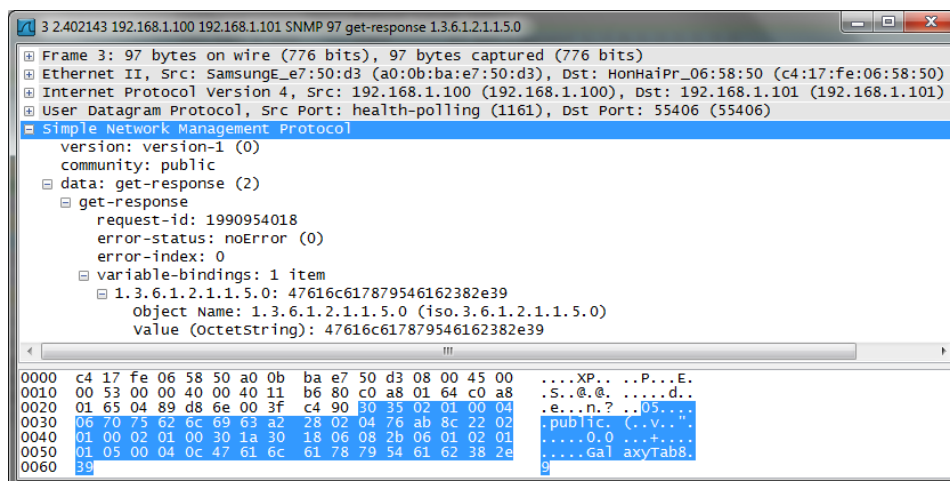 3 2.402143 192.168.1.100 192.168.1.101 SNMP 97 get-response 1.3.6.1.2.1.1.5.0
Frame 3: 97 bytes on wire (776 bits), 97 bytes captured (776 bits)
Ethernet II, Src: SamsungE_e7:50:d3 (a0:0b:ba:e7:50:d3), Dst: HonHaiPr_06:58:50 (c4:17:fe:06:58:50)
Internet Protocol Version 4, Src: 192.168.1.100 (192.168.1.100), Dst: 192.168.1.101 (192.168.1.101)
User Datagram Protocol, Src Port: health-polling (1161), Dst Port: 55406 (55406)
Simple Network Management Protocol
version: version-1 (0)
community: public
data: get-response (2)
get-response
request-id: 1990954018
error-status: noError (0)
error-index: 0
variable-bindings: 1 item
1.3.6.1.2.1.1.5.0: 47616c617879546162382e39
Object Name: 1.3.6.1.2.1.1.5.0 (iso.3.6.1.2.1.1.5.0)
Value (OctetString): 47616c617879546162382e39
0000 c4 17 fe 06 58 50 a0 0b ba e7 50 d3 08 00 45 00 ....XP.. ..P...E.
0010 00 53 00 00 40 00 40 11 b6 80 c0 a8 01 64 c0 a8 .S..@.@. .....d..
0020 01 65 04 89 d8 6e 00 3f c4 90 30 35 02 01 00 04 .e...n.? ..05....
0030 06 70 75 62 6c 69 63 a2 28 02 04 76 ab 8c 22 02 .public. (..v..".
0040 01 00 02 01 00 30 1a 30 18 06 08 2b 06 01 02 01 .....0.0 ...+....
0050 01 05 00 04 0c 47 61 6c 61 78 79 54 61 62 38 2e .....Gal axyTab8.
0060 39 9